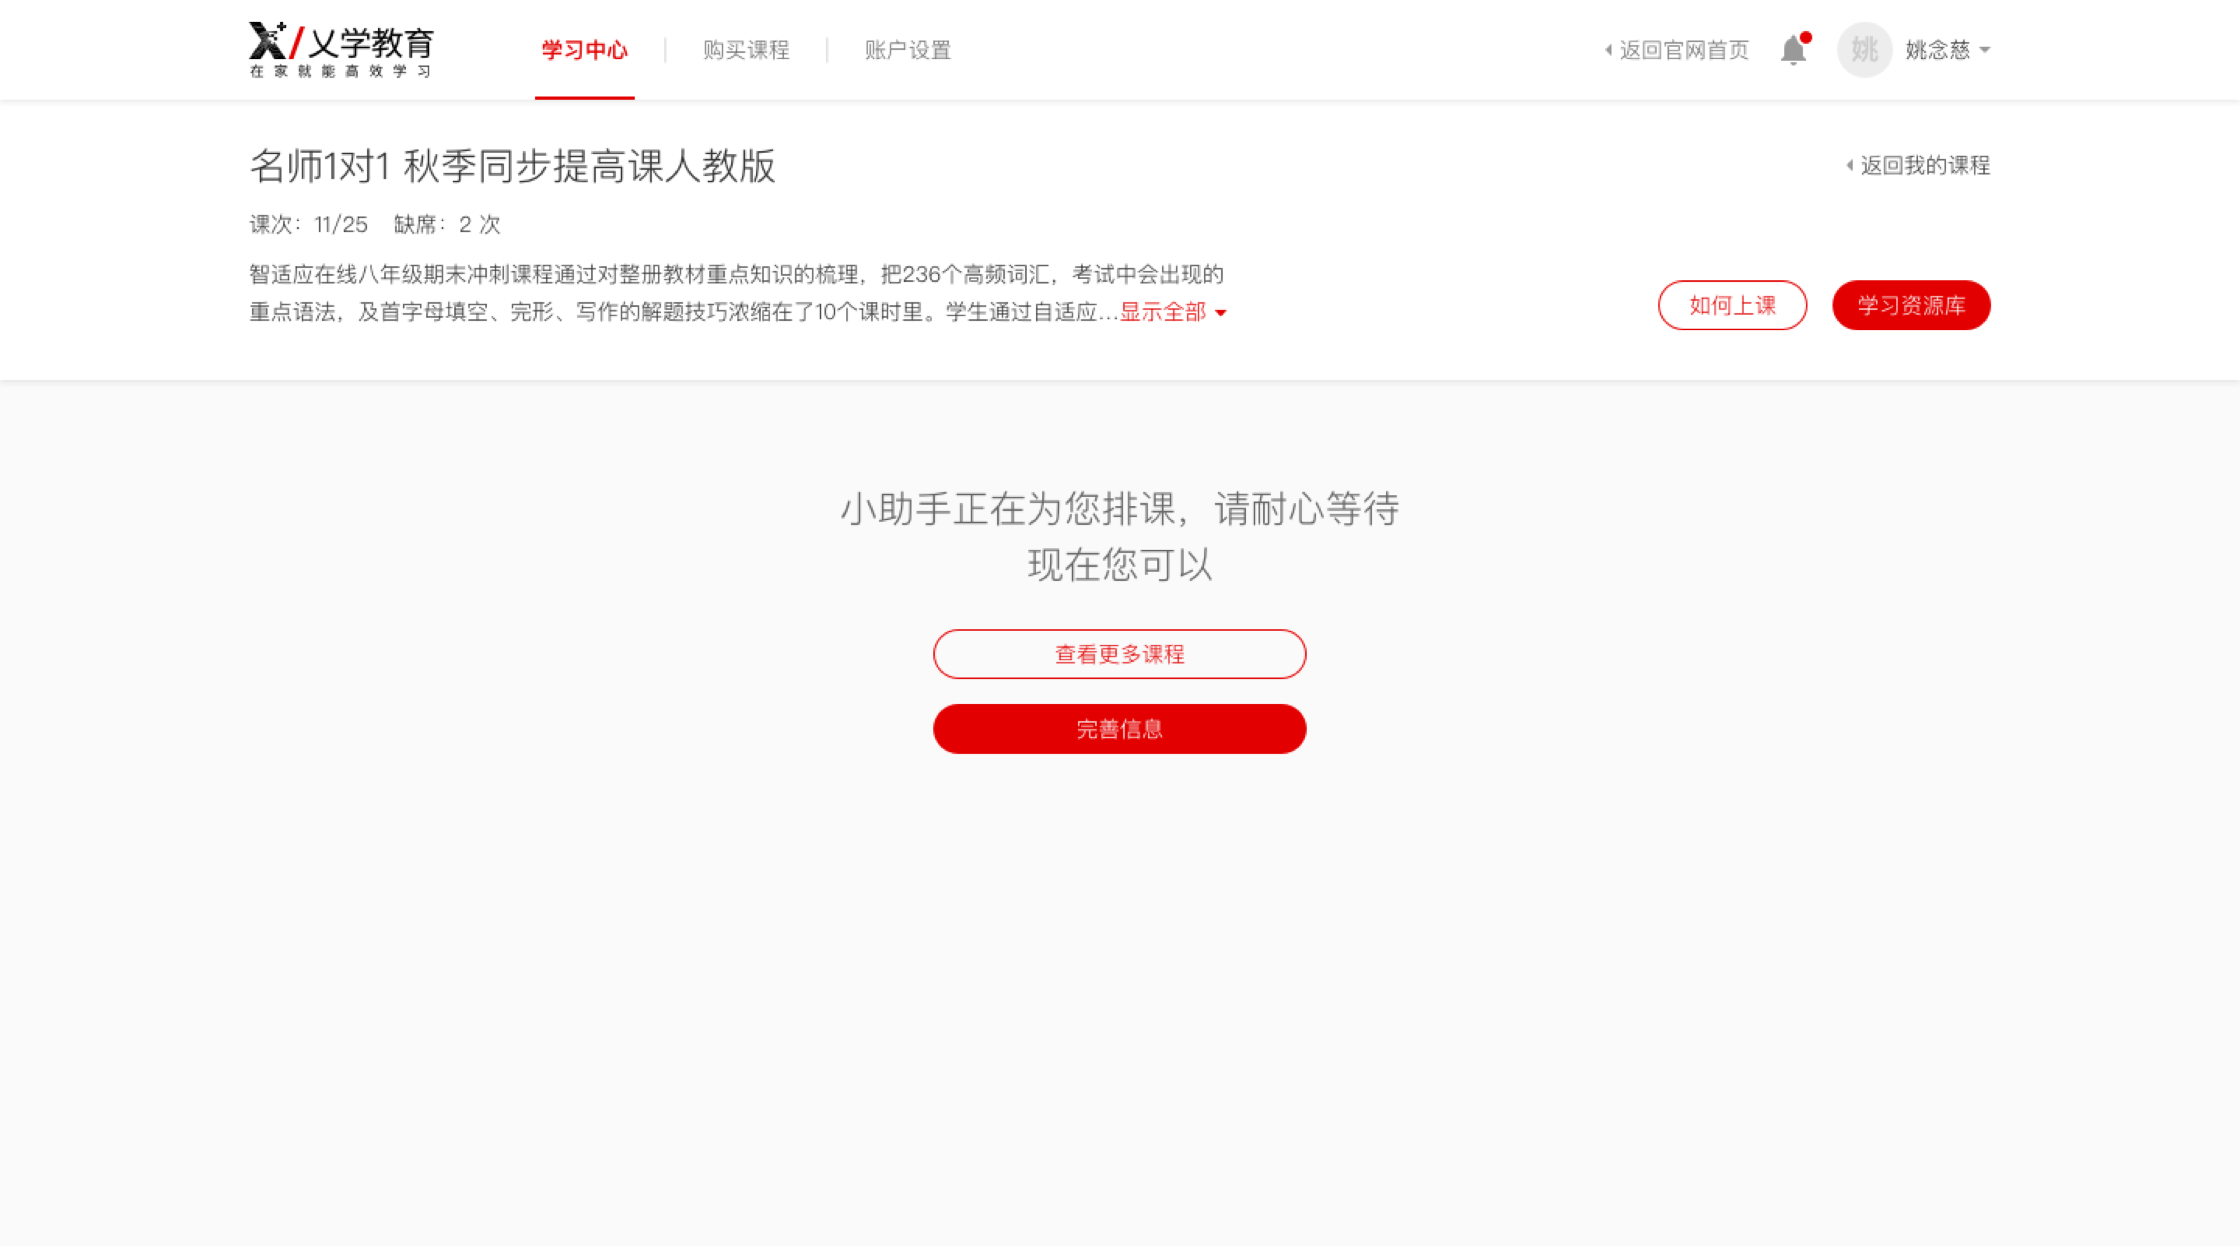 乂学教育
在家就能高效学习
学习中心
购买课程
账户设置
返回官网首页
姚
姚念慈
名师1对1 秋季同步提高课人教版
返回我的课程
课次：11/25 缺席：2 次
智适应在线八年级期末冲刺课程通过对整册教材重点知识的梳理，把236个高频词汇，考试中会出现的
重点语法，及首字母填空、完形、写作的解题技巧浓缩在了10个课时里。学生通过自适应...显示全部
如何上课
学习资源库
小助手正在为您排课，请耐心等待
现在您可以
查看更多课程
完善信息